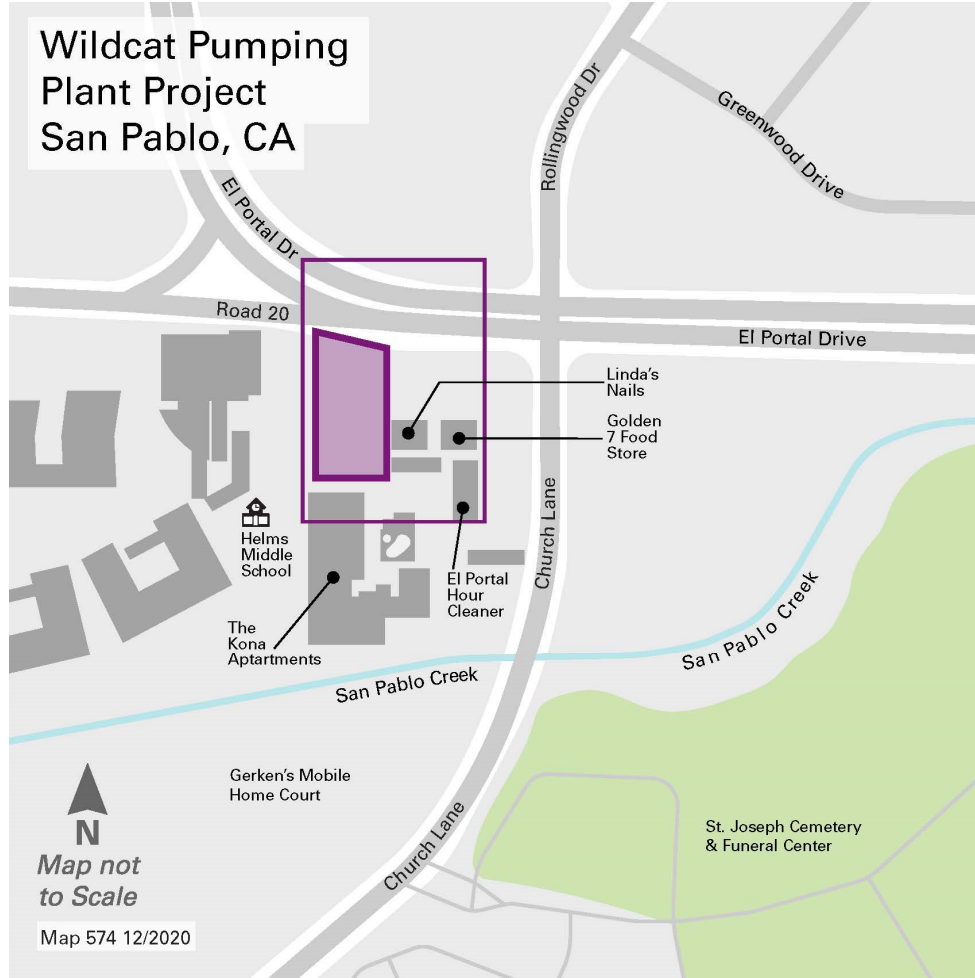 Wildcat Pumping
Plant Project
San Pablo, CA
Rollingwood Dr
Greenwood Drive
El Portal Dr
Road 20
El Portal Drive
Linda's
Nails
Golden
7 Food
Store
Church Lane
Helms
Middle
School
El Portal
Hour
Cleaner
The
Kona
Aptartments
San Pablo Creek
San Pablo Creek
Gerken's Mobile
Home Court
N
Map not
to Scale
Map 574 12/2020
Church Lane
St. Joseph Cemetery
& Funeral Center